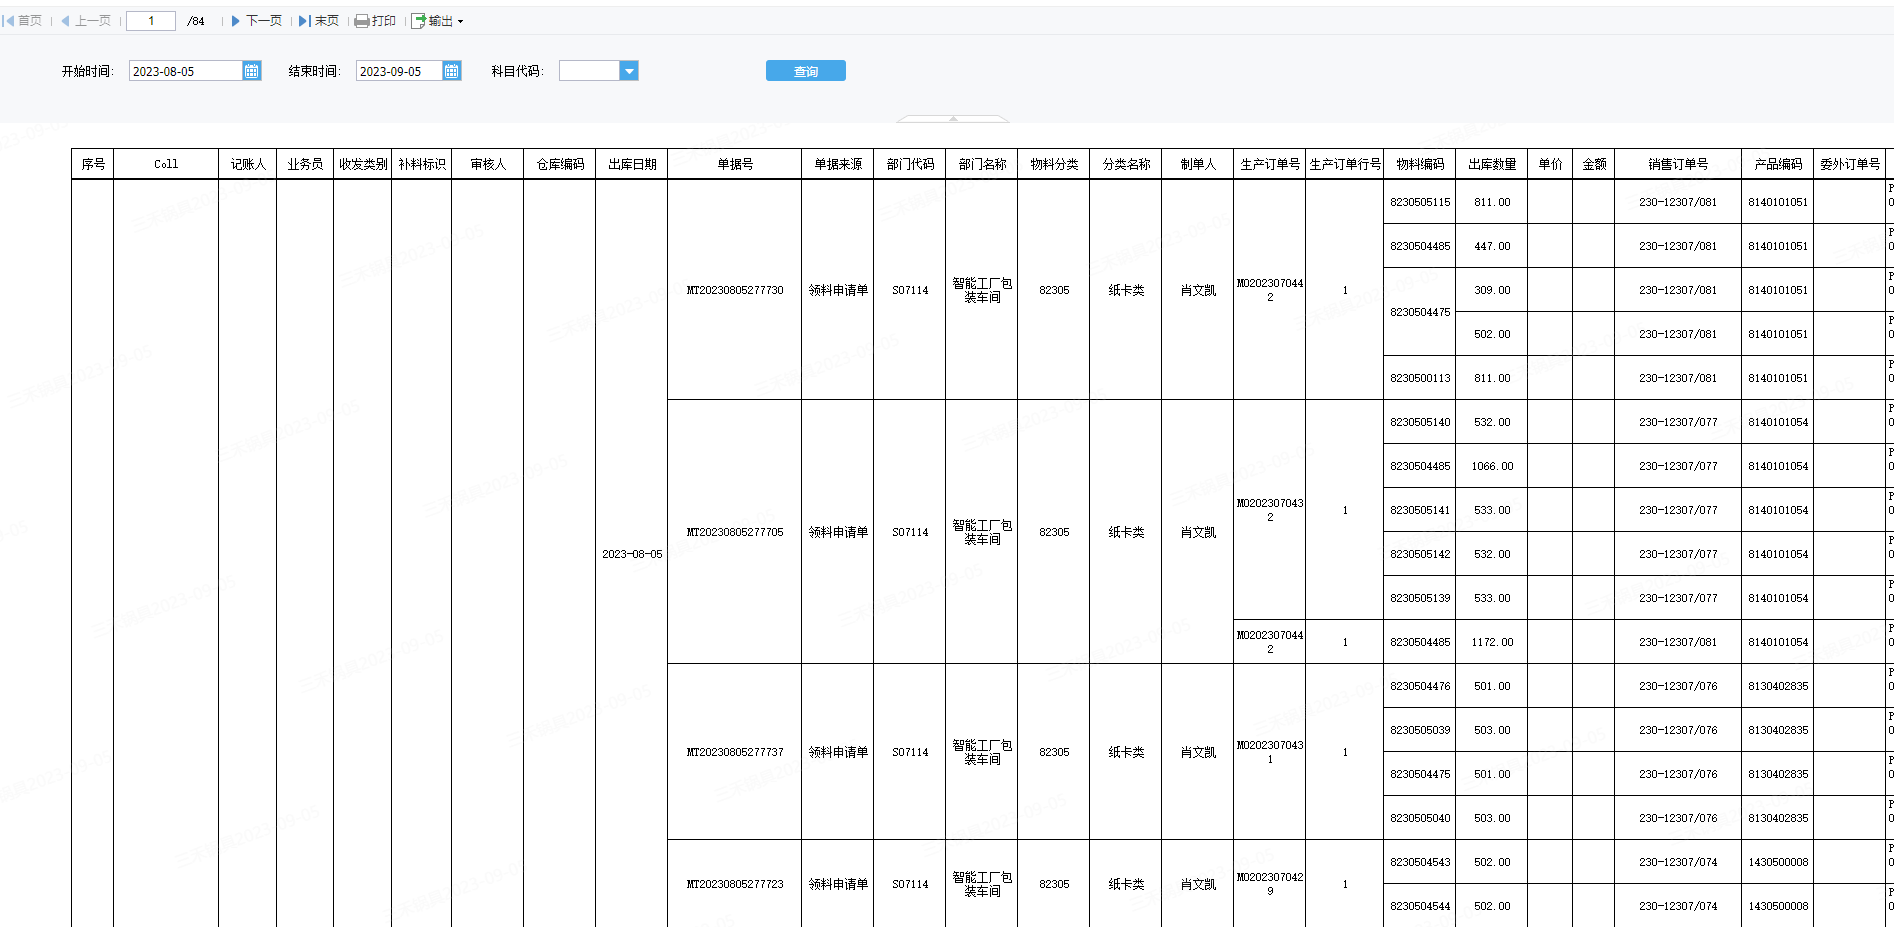 首页 上一页 1 /84 下一页 末页 打印 输出
开始时间: 2023-08-05 结束时间: 2023-09-05 科目代码: 查询
序号 Coll 记账人 业务员 收发类别 补料标识 审核人 仓库编码 出库日期 单据号 单据来源 部门代码 部门名称 物料分类 分类名称 制单人 生产订单号 生产订单行号 物料编码 出库数量 单价 金额 销售订单号 产品编码 委外订单号
2023-08-05
MT20230805277730 领料申请单 S07114 智能工厂包装车间 82305 纸卡类 肖文凯 MO2023070442 1
8230505115 811.00 230-12307/081 8140101051
8230504485 447.00 230-12307/081 8140101051
8230504475 309.00 230-12307/081 8140101051
502.00 230-12307/081 8140101051
8230500113 811.00 230-12307/081 8140101051
MT20230805277705 领料申请单 S07114 智能工厂包装车间 82305 纸卡类 肖文凯 MO2023070432 1
8230505140 532.00 230-12307/077 8140101054
8230504485 1066.00 230-12307/077 8140101054
8230505141 533.00 230-12307/077 8140101054
8230505142 532.00 230-12307/077 8140101054
8230505139 533.00 230-12307/077 8140101054
MO2023070442 1 8230504485 1172.00 230-12307/081 8140101054
MT20230805277737 领料申请单 S07114 智能工厂包装车间 82305 纸卡类 肖文凯 MO2023070431 1
8230504476 501.00 230-12307/076 8130402835
8230505039 503.00 230-12307/076 8130402835
8230504475 501.00 230-12307/076 8130402835
8230505040 503.00 230-12307/076 8130402835
MT20230805277723 领料申请单 S07114 智能工厂包装车间 82305 纸卡类 肖文凯 MO2023070429 1
8230504543 502.00 230-12307/074 1430500008
8230504544 502.00 230-12307/074 1430500008